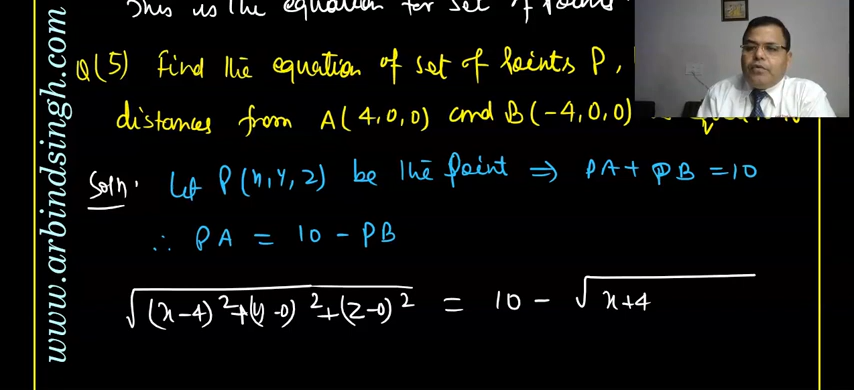 This is the equation for set of points
Q(5) Find the equation of set of points P,
distances from A(4,0,0) and B(-4,0,0)
Soln. Let P(x, y, z) be the point ⇒ PA + PB = 10
∴ PA = 10 - PB
√(x-4)²+(y-0)²+(z-0)² = 10 - √x+4
www.arbindsingh.com